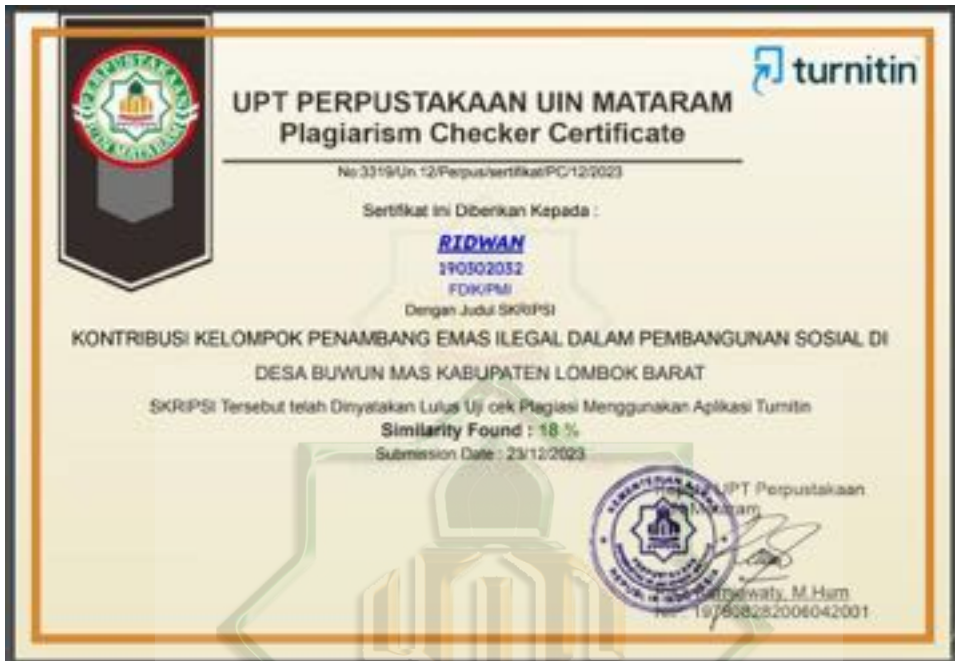 PERPUSTAKAAN
UIN MATARAM
turnitin
UPT PERPUSTAKAAN UIN MATARAM
Plagiarism Checker Certificate
No:3319/Un.12/Perpus/sertifikat/PC/12/2023
Sertifikat Ini Diberikan Kepada :
RIDWAN
190302032
FDIK/PMI
Dengan Judul SKRIPSI
KONTRIBUSI KELOMPOK PENAMBANG EMAS ILEGAL DALAM PEMBANGUNAN SOSIAL DI
DESA BUWUN MAS KABUPATEN LOMBOK BARAT
SKRIPSI Tersebut telah Dinyatakan Lulus Uji cek Plagiasi Menggunakan Aplikasi Turnitin
Similarity Found : 18 %
Submission Date : 23/12/2023
UPT Perpustakaan
M.Hum
197608282006042001